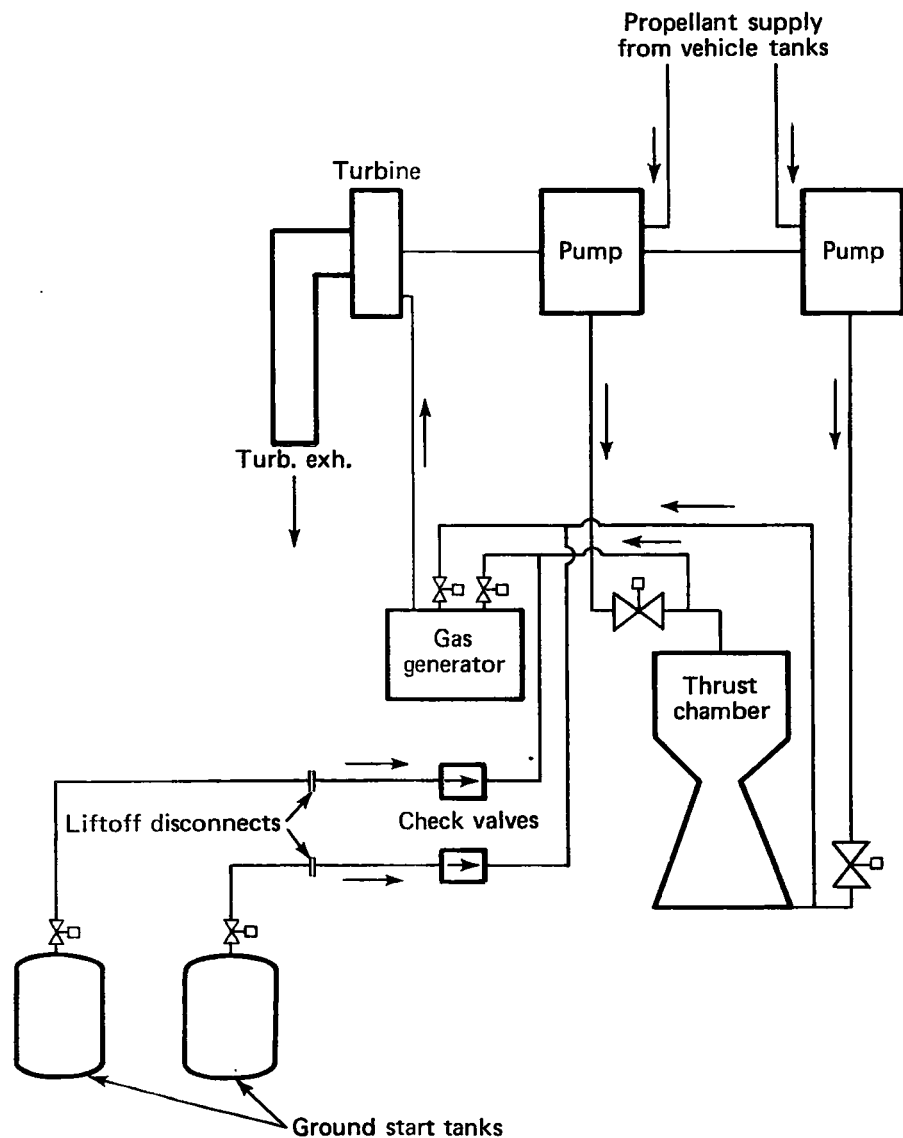 Propellant supply
from vehicle tanks
Turbine
Pump
Pump
Turb. exh.
Gas
generator
Thrust
chamber
Liftoff disconnects
Check valves
Ground start tanks